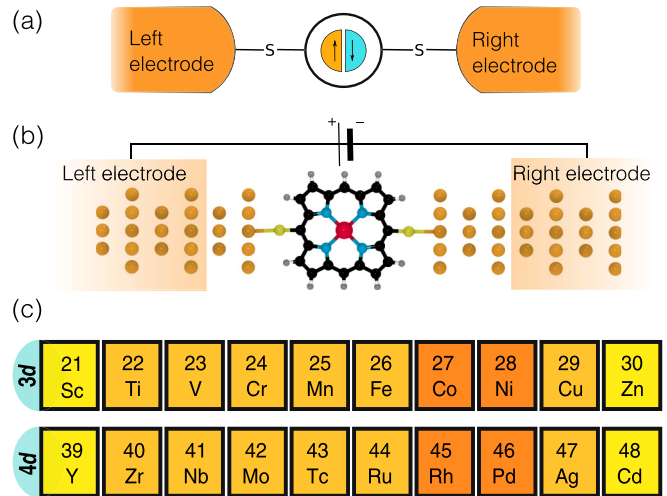 (a)
Left
electrode
S
↑ ↓
S
Right
electrode
(b)
+ −
Left electrode
Right electrode
(c)
3d
21 22 23 24 25 26 27 28 29 30
Sc Ti V Cr Mn Fe Co Ni Cu Zn
4d
39 40 41 42 43 44 45 46 47 48
Y Zr Nb Mo Tc Ru Rh Pd Ag Cd